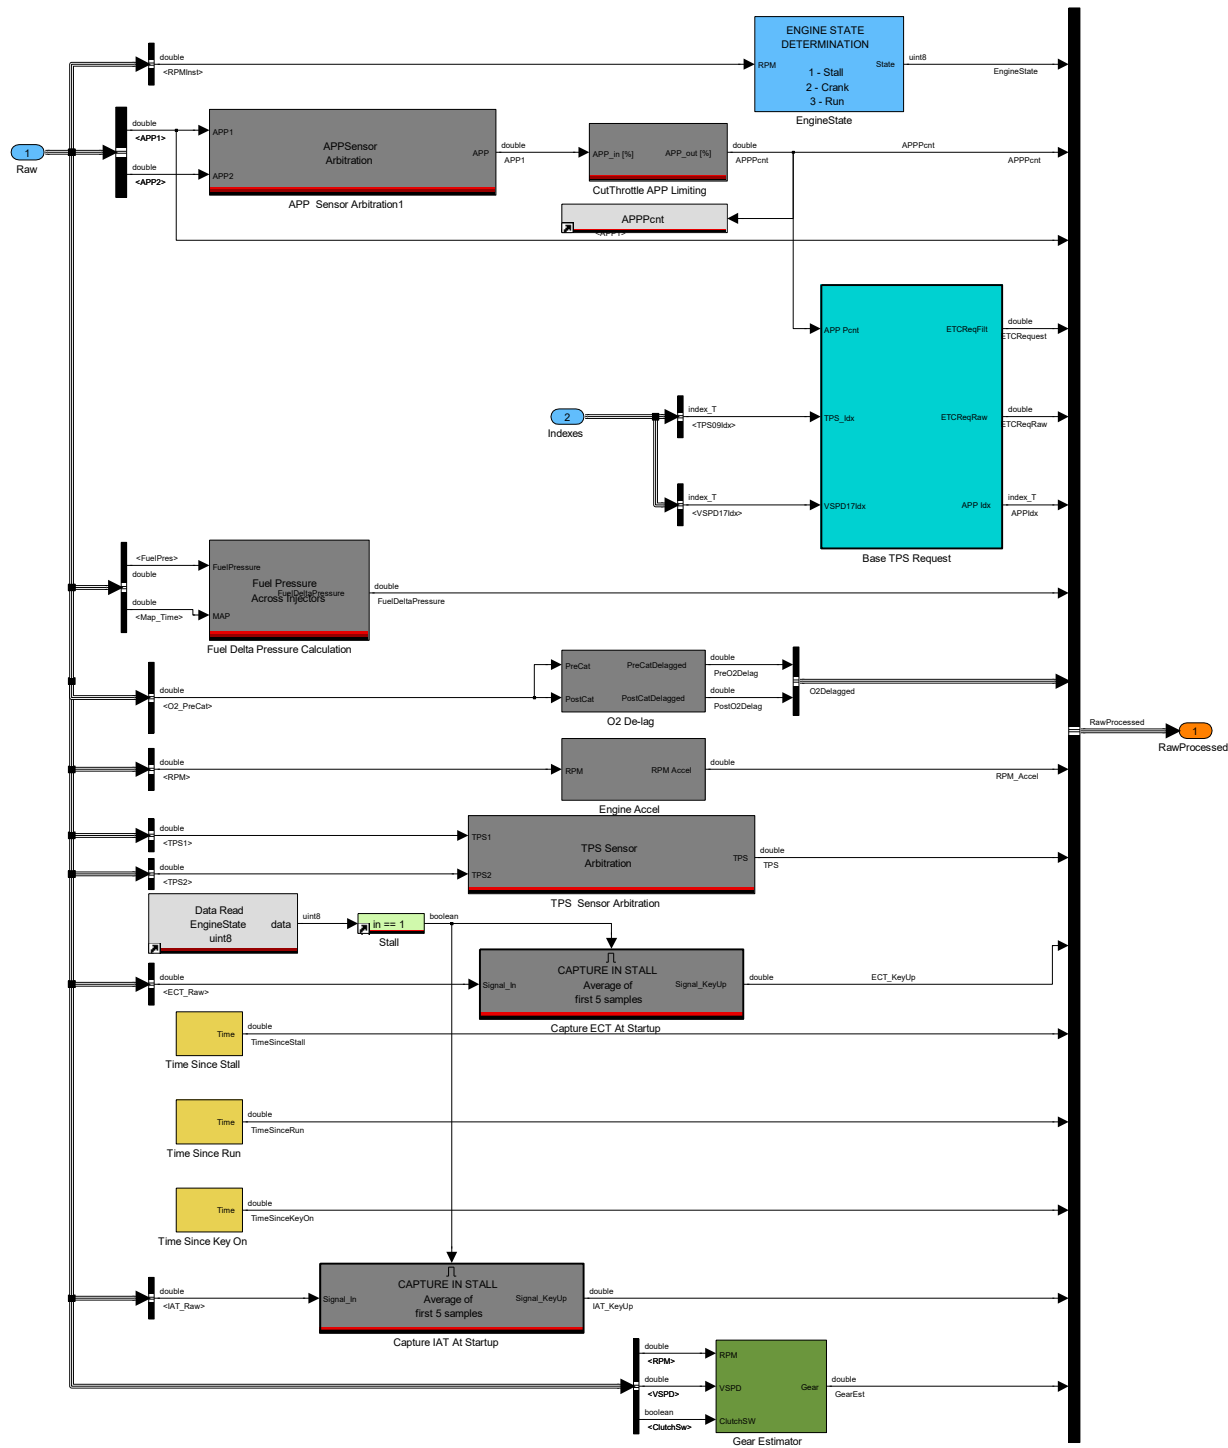 ENGINE STATE
DETERMINATION
1 - Stall
2 - Crank
3 - Run
RPM
State
EngineState
double
<RPMInst>
uint8
EngineState
1
Raw
double
<APP1>
double
<APP2>
APP1
APP2
APPSensor
Arbitration
APP
APP Sensor Arbitration1
double
APP1
APP_in [%]
APP_out [%]
CutThrottle APP Limiting
double
APPPcnt
APPPcnt
APPPcnt
APPPcnt
<APP1>
APP Pcnt
TPS_Idx
VSPD17Idx
ETCReqFilt
ETCReqRaw
APP Idx
Base TPS Request
double
ETCRequest
double
ETCReqRaw
index_T
APPIdx
2
Indexes
index_T
<TPS09Idx>
index_T
<VSPD17Idx>
<FuelPres>
double
double
<Map_Time>
FuelPressure
MAP
Fuel Pressure
Across Injectors
FuelDeltaPressure
Fuel Delta Pressure Calculation
double
FuelDeltaPressure
double
<O2_PreCat>
PreCat
PostCat
PreCatDelagged
PostCatDelagged
O2 De-lag
double
PreO2Delag
double
PostO2Delag
O2Delagged
RawProcessed
1
RawProcessed
double
<RPM>
RPM
RPM Accel
Engine Accel
double
RPM_Accel
double
<TPS1>
double
<TPS2>
TPS1
TPS2
TPS Sensor
Arbitration
TPS
TPS Sensor Arbitration
double
TPS
Data Read
EngineState
uint8
data
uint8
in == 1
Stall
boolean
double
<ECT_Raw>
Signal_In
CAPTURE IN STALL
Average of
first 5 samples
Signal_KeyUp
Capture ECT At Startup
double
ECT_KeyUp
Time
Time Since Stall
double
TimeSinceStall
Time
Time Since Run
double
TimeSinceRun
Time
Time Since Key On
double
TimeSinceKeyOn
double
<IAT_Raw>
Signal_In
CAPTURE IN STALL
Average of
first 5 samples
Signal_KeyUp
Capture IAT At Startup
double
IAT_KeyUp
double
<RPM>
double
<VSPD>
boolean
<ClutchSw>
RPM
VSPD
ClutchSW
Gear
Gear Estimator
double
GearEst